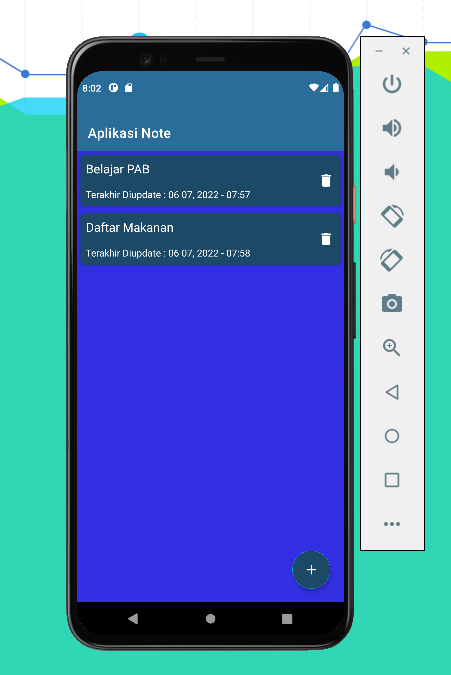 8:02
Aplikasi Note
Belajar PAB
Terakhir Diupdate : 06 07, 2022 - 07:57
Daftar Makanan
Terakhir Diupdate : 06 07, 2022 - 07:58